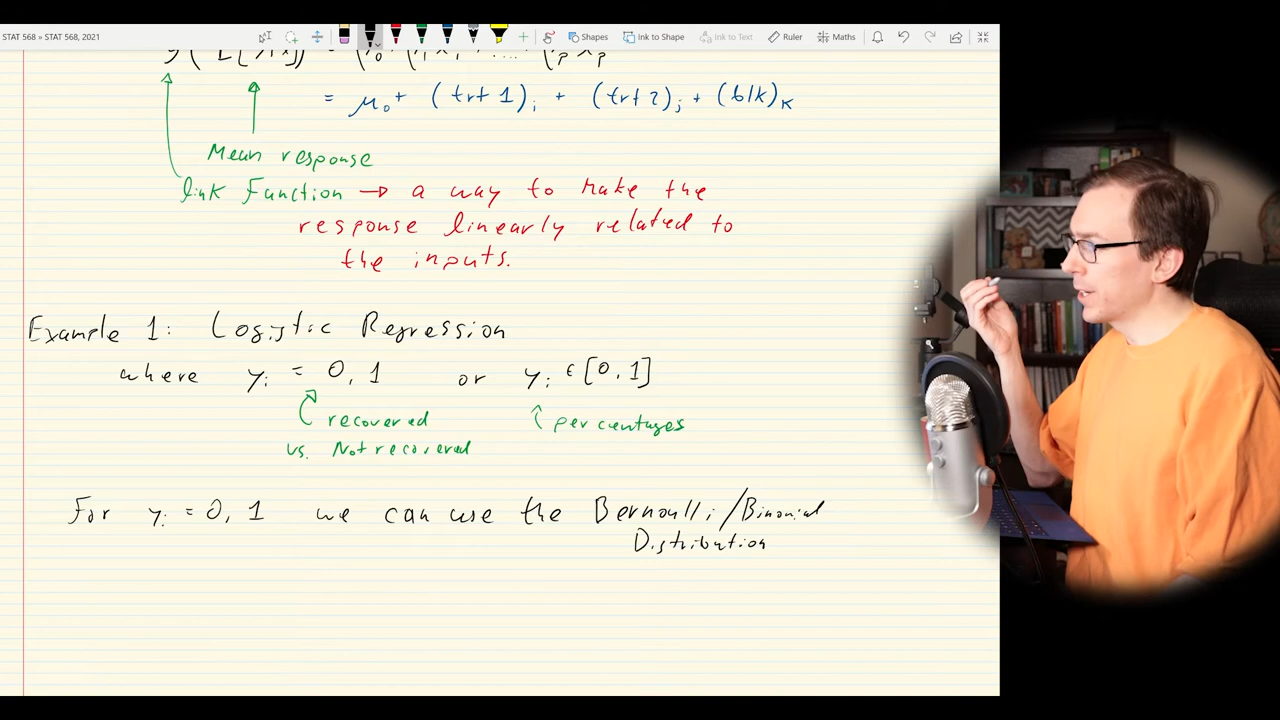 STAT 568 » STAT 568, 2021
Shapes
Ink to Shape
Ink to Text
Ruler
Maths
= μ₀ + (trt 1)ᵢ + (trt 2)ⱼ + (blk)ₖ
Mean response
link Function → a way to make the
response linearly related to
the inputs.
Example 1: Logistic Regression
where yᵢ = 0, 1 or yᵢ ∈ [0, 1]
recovered
percentages
vs. Not recovered
For yᵢ = 0, 1 we can use the Bernoulli/Binomial
Distribution